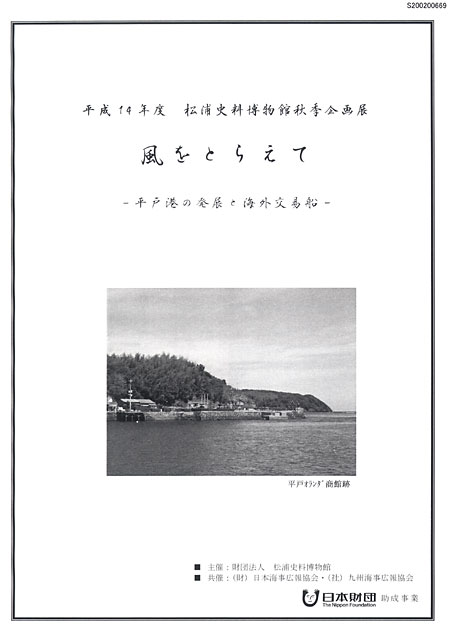 S200200669
平成14年度 松浦史料博物館秋季企画展
風をとらえて
－平戸港の発展と海外交易船－
平戸ｵﾗﾝﾀﾞ商館跡
■ 主催：財団法人 松浦史料博物館
■ 共催：(財) 日本海事広報協会・(社) 九州海事広報協会
日本財団 助成事業
The Nippon Foundation